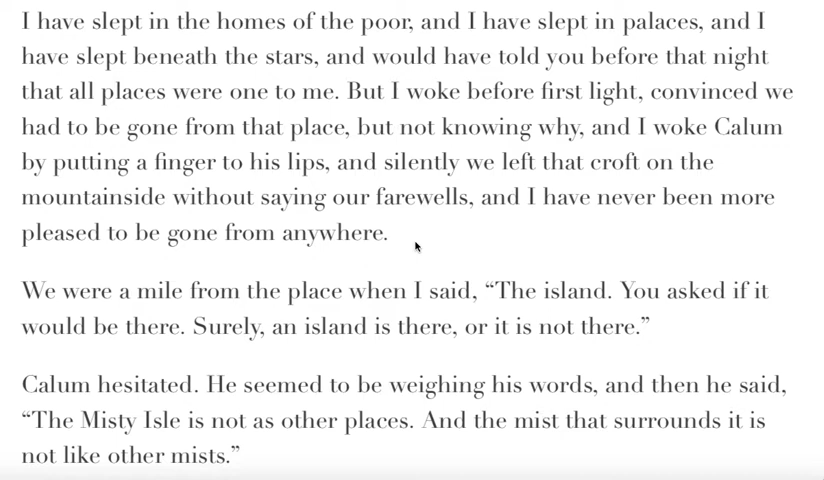 I have slept in the homes of the poor, and I have slept in palaces, and I
have slept beneath the stars, and would have told you before that night
that all places were one to me. But I woke before first light, convinced we
had to be gone from that place, but not knowing why, and I woke Calum
by putting a finger to his lips, and silently we left that croft on the
mountainside without saying our farewells, and I have never been more
pleased to be gone from anywhere.
We were a mile from the place when I said, “The island. You asked if it
would be there. Surely, an island is there, or it is not there.”
Calum hesitated. He seemed to be weighing his words, and then he said,
“The Misty Isle is not as other places. And the mist that surrounds it is
not like other mists.”